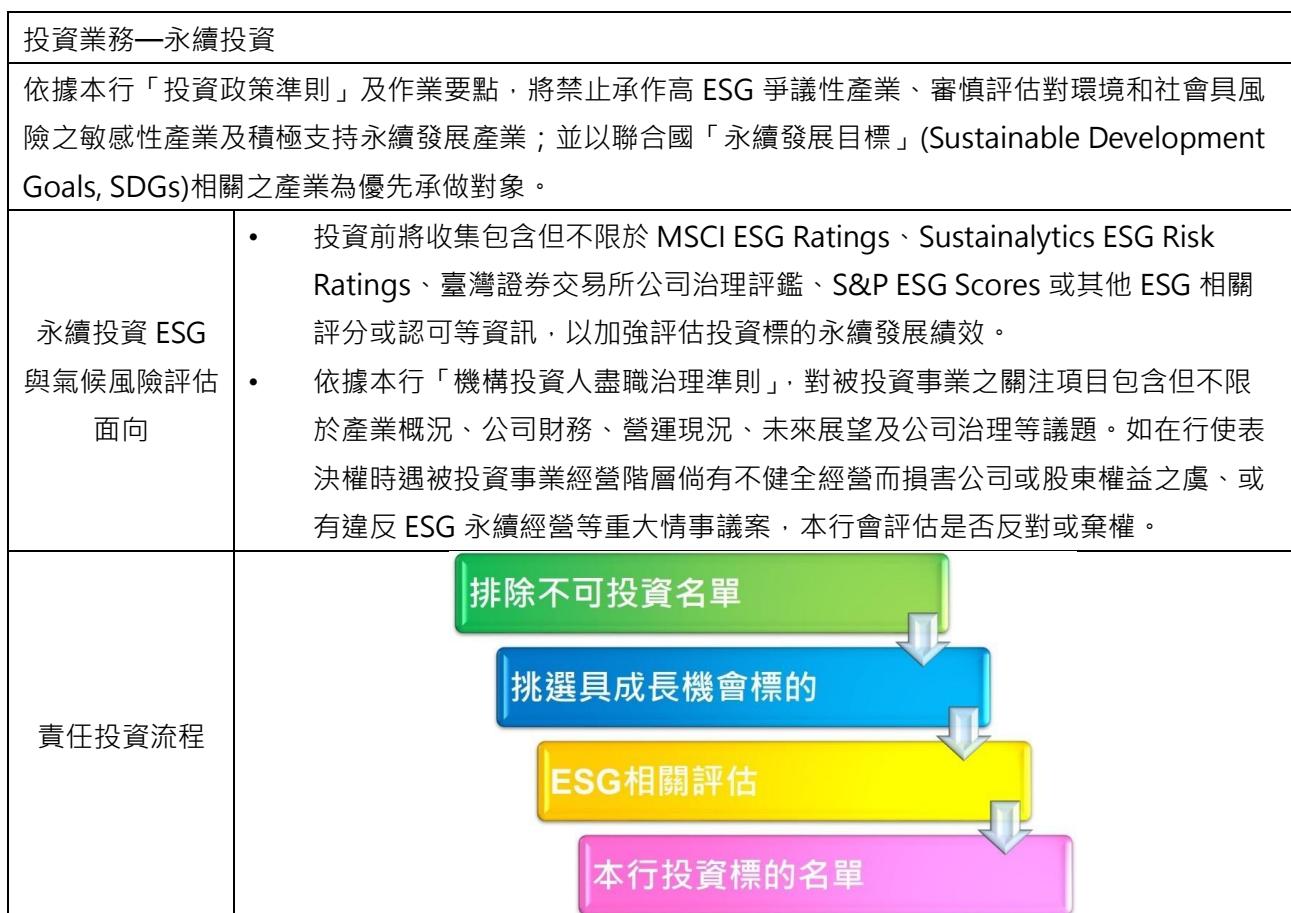 投資業務—永續投資
依據本行「投資政策準則」及作業要點，將禁止承作高 ESG 爭議性產業、審慎評估對環境和社會具風
險之敏感性產業及積極支持永續發展產業；並以聯合國「永續發展目標」(Sustainable Development
Goals, SDGs)相關之產業為優先承做對象。
永續投資 ESG
與氣候風險評估
面向
• 投資前將收集包含但不限於 MSCI ESG Ratings、Sustainalytics ESG Risk
Ratings、臺灣證券交易所公司治理評鑑、S&P ESG Scores 或其他 ESG 相關
評分或認可等資訊，以加強評估投資標的永續發展績效。
• 依據本行「機構投資人盡職治理準則」，對被投資事業之關注項目包含但不限
於產業概況、公司財務、營運現況、未來展望及公司治理等議題。如在行使表
決權時遇被投資事業經營階層倘有不健全經營而損害公司或股東權益之虞、或
有違反 ESG 永續經營等重大情事議案，本行會評估是否反對或棄權。
責任投資流程
排除不可投資名單
挑選具成長機會標的
ESG相關評估
本行投資標的名單